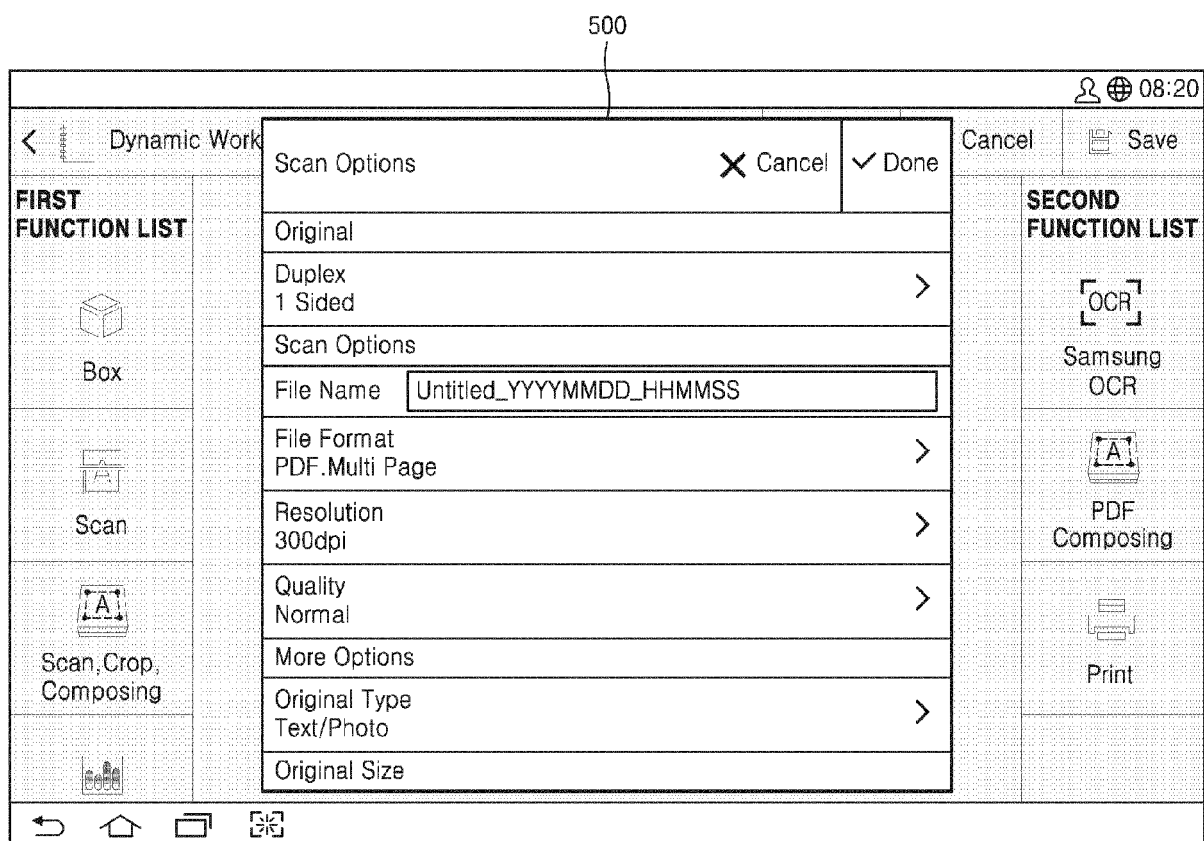 500
08:20
Dynamic Work
Cancel
Save
FIRST
FUNCTION LIST
Box
Scan
A
Scan,Crop,
Composing
Scan Options
Cancel
Done
Original
Duplex
1 Sided
Scan Options
File Name
Untitled_YYYYMMDD_HHMMSS
File Format
PDF.Multi Page
Resolution
300dpi
Quality
Normal
More Options
Original Type
Text/Photo
Original Size
SECOND
FUNCTION LIST
OCR
Samsung
OCR
A
PDF
Composing
Print